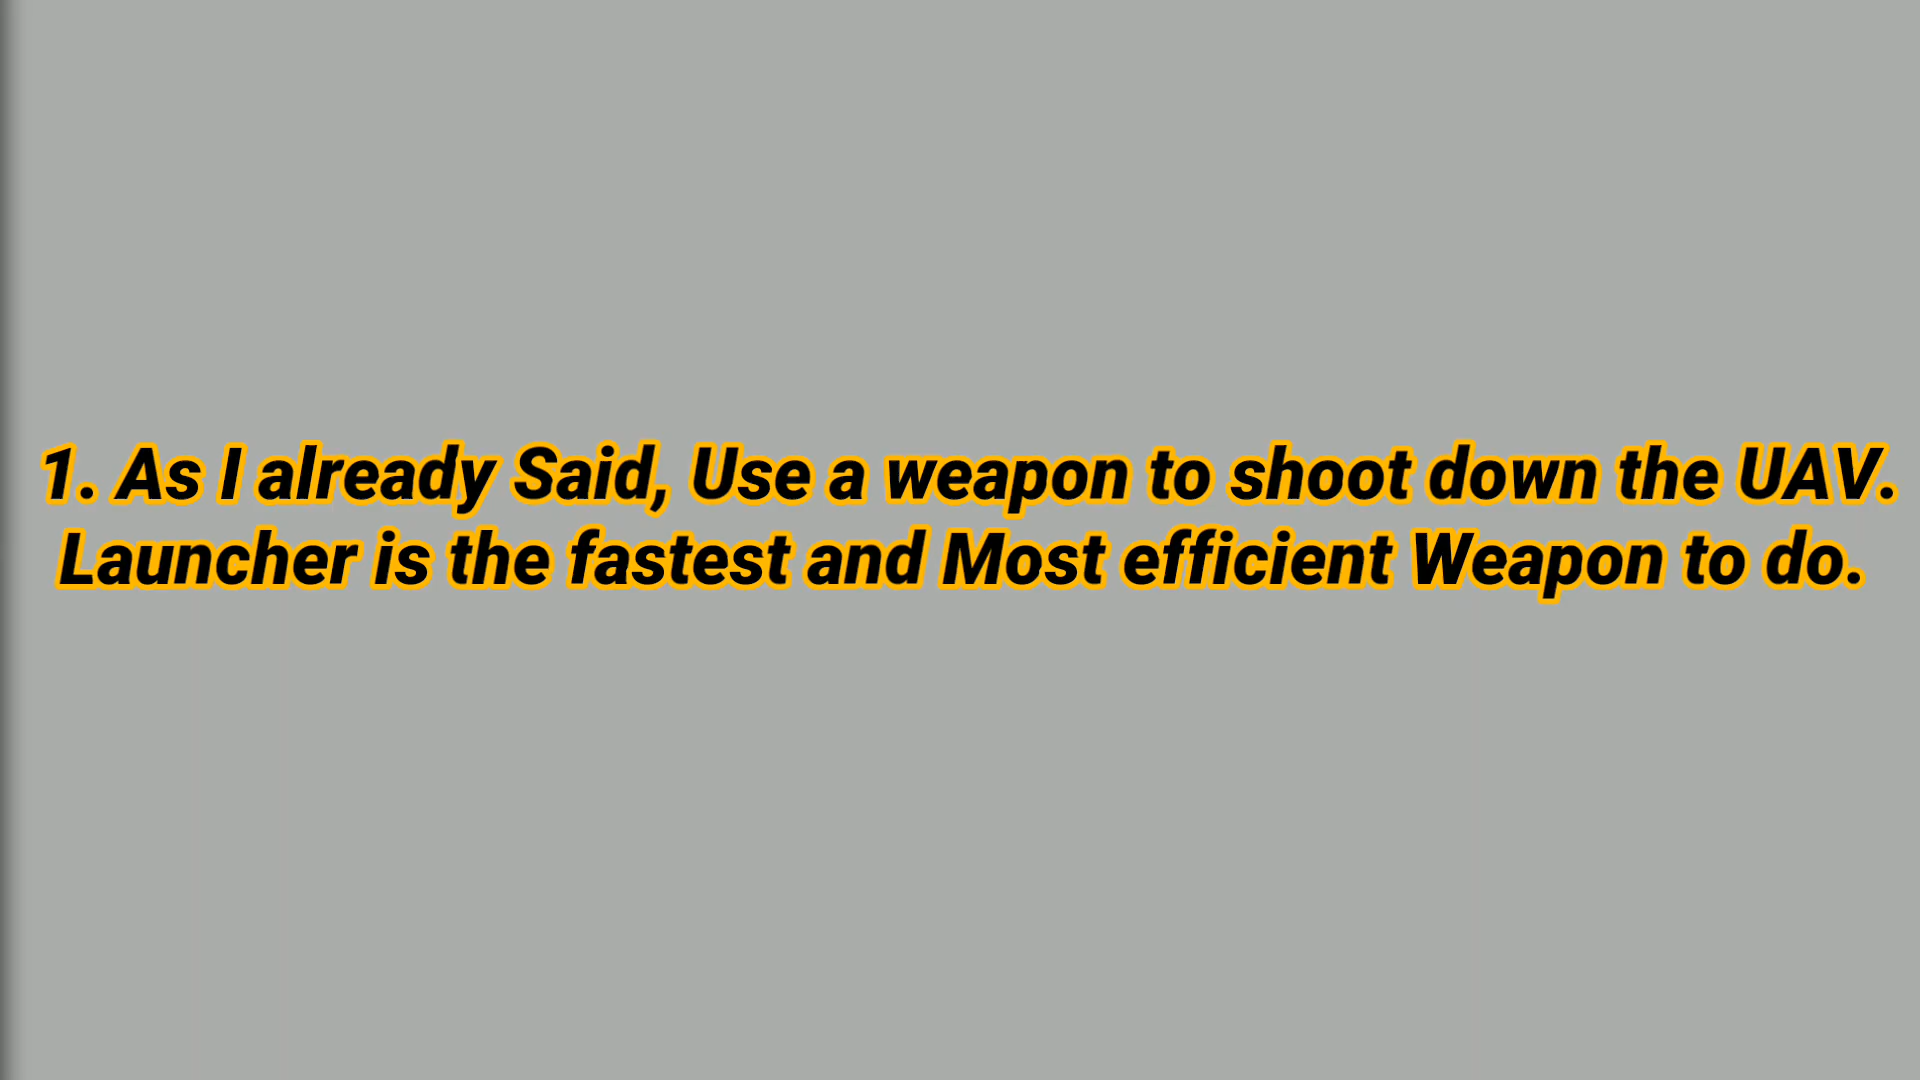 1. As I already Said, Use a weapon to shoot down the UAV.
Launcher is the fastest and Most efficient Weapon to do.